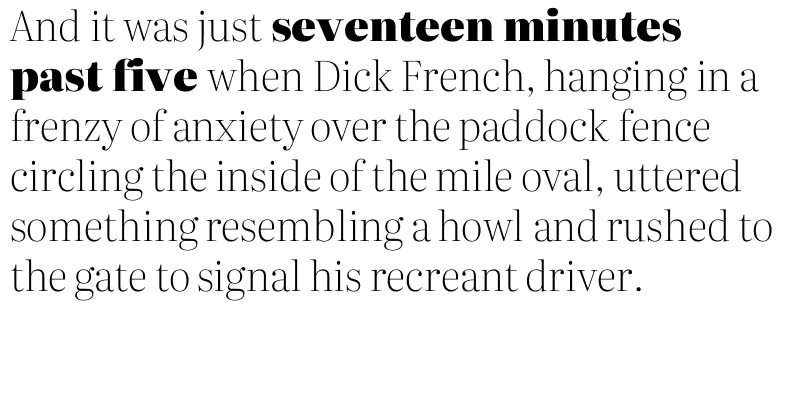 And it was just seventeen minutes
past five when Dick French, hanging in a
frenzy of anxiety over the paddock fence
circling the inside of the mile oval, uttered
something resembling a howl and rushed to
the gate to signal his recreant driver.